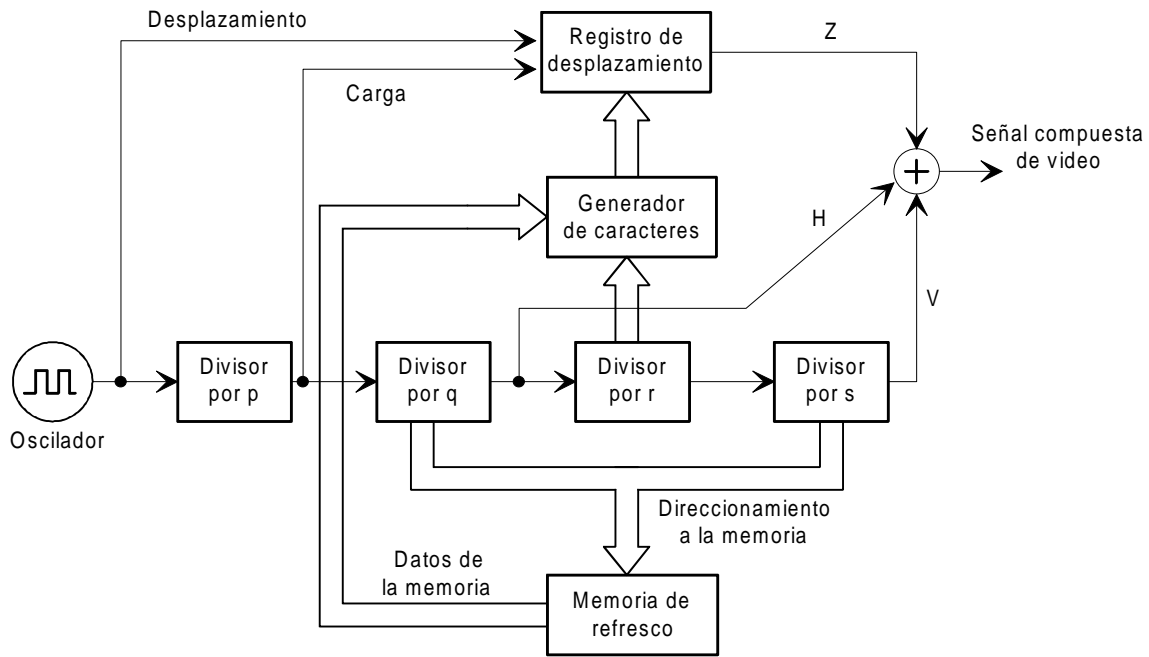 Desplazamiento
Registro de
desplazamiento
Z
Carga
Señal compuesta
de video
+
Generador
de caracteres
H
V
Oscilador
Divisor
por p
Divisor
por q
Divisor
por r
Divisor
por s
Direccionamiento
a la memoria
Datos de
la memoria
Memoria de
refresco